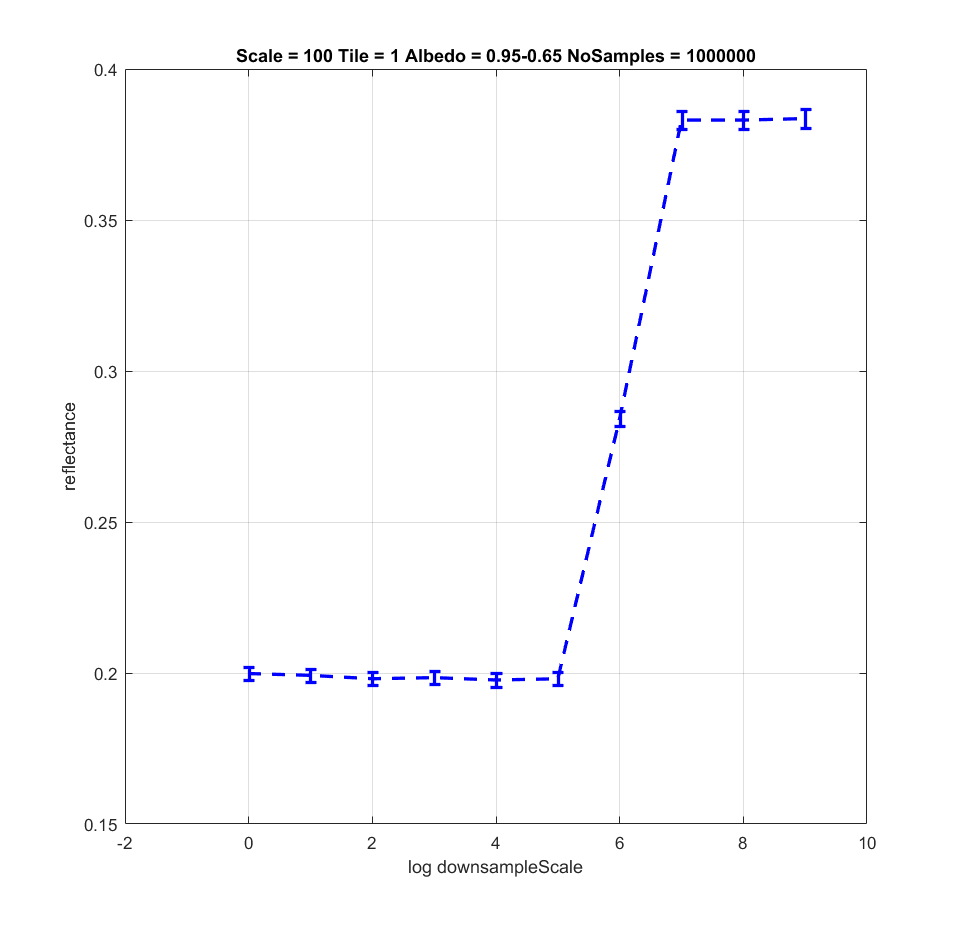 Scale = 100 Tile = 1 Albedo = 0.95-0.65 NoSamples = 1000000
0.4
0.35
0.3
0.25
0.2
0.15
reflectance
-2 0 2 4 6 8 10
log downsampleScale